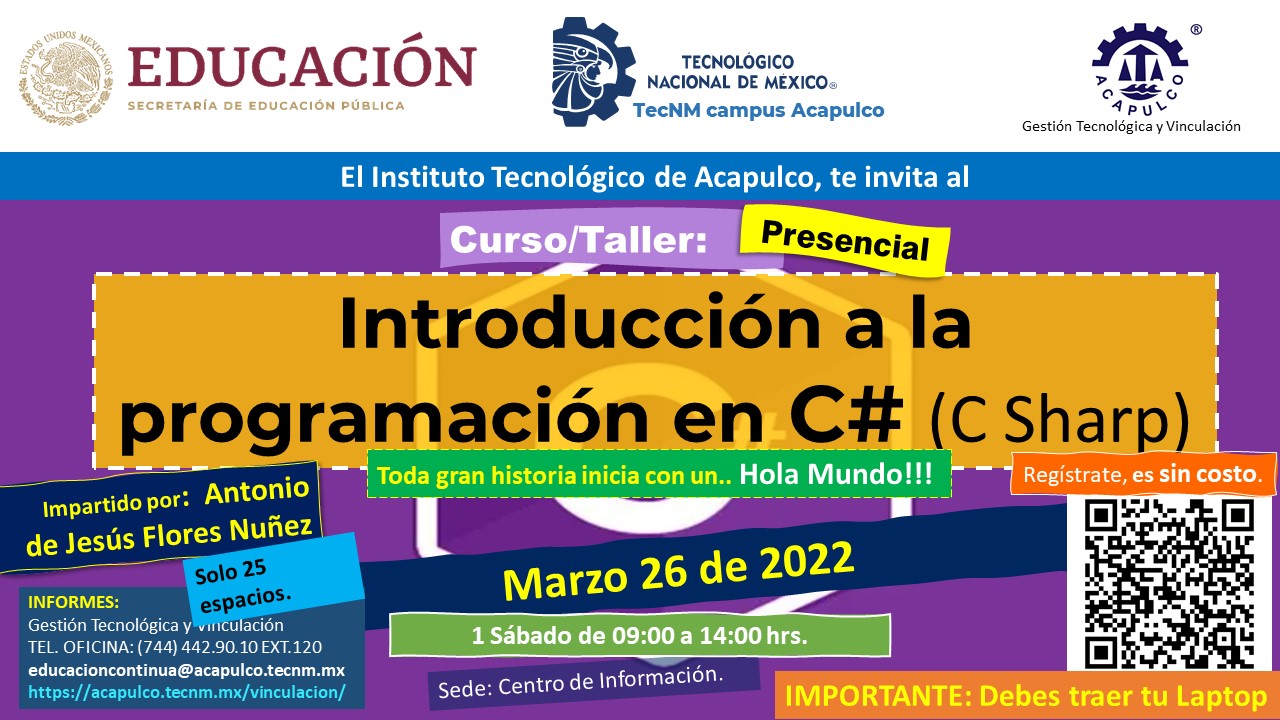 ESTADOS UNIDOS MEXICANOS
EDUCACIÓN
SECRETARÍA DE EDUCACIÓN PÚBLICA
TECNOLÓGICO
NACIONAL DE MÉXICO®
TecNM campus Acapulco
®
ACAPULCO
Gestión Tecnológica y Vinculación
El Instituto Tecnológico de Acapulco, te invita al
Curso/Taller:
Presencial
Introducción a la
programación en C# (C Sharp)
Toda gran historia inicia con un.. Hola Mundo!!!
Regístrate, es sin costo.
Impartido por: Antonio
de Jesús Flores Nuñez
Solo 25
espacios.
Marzo 26 de 2022
1 Sábado de 09:00 a 14:00 hrs.
Sede: Centro de Información.
INFORMES:
Gestión Tecnológica y Vinculación
TEL. OFICINA: (744) 442.90.10 EXT.120
educacioncontinua@acapulco.tecnm.mx
https://acapulco.tecnm.mx/vinculacion/
IMPORTANTE: Debes traer tu Laptop